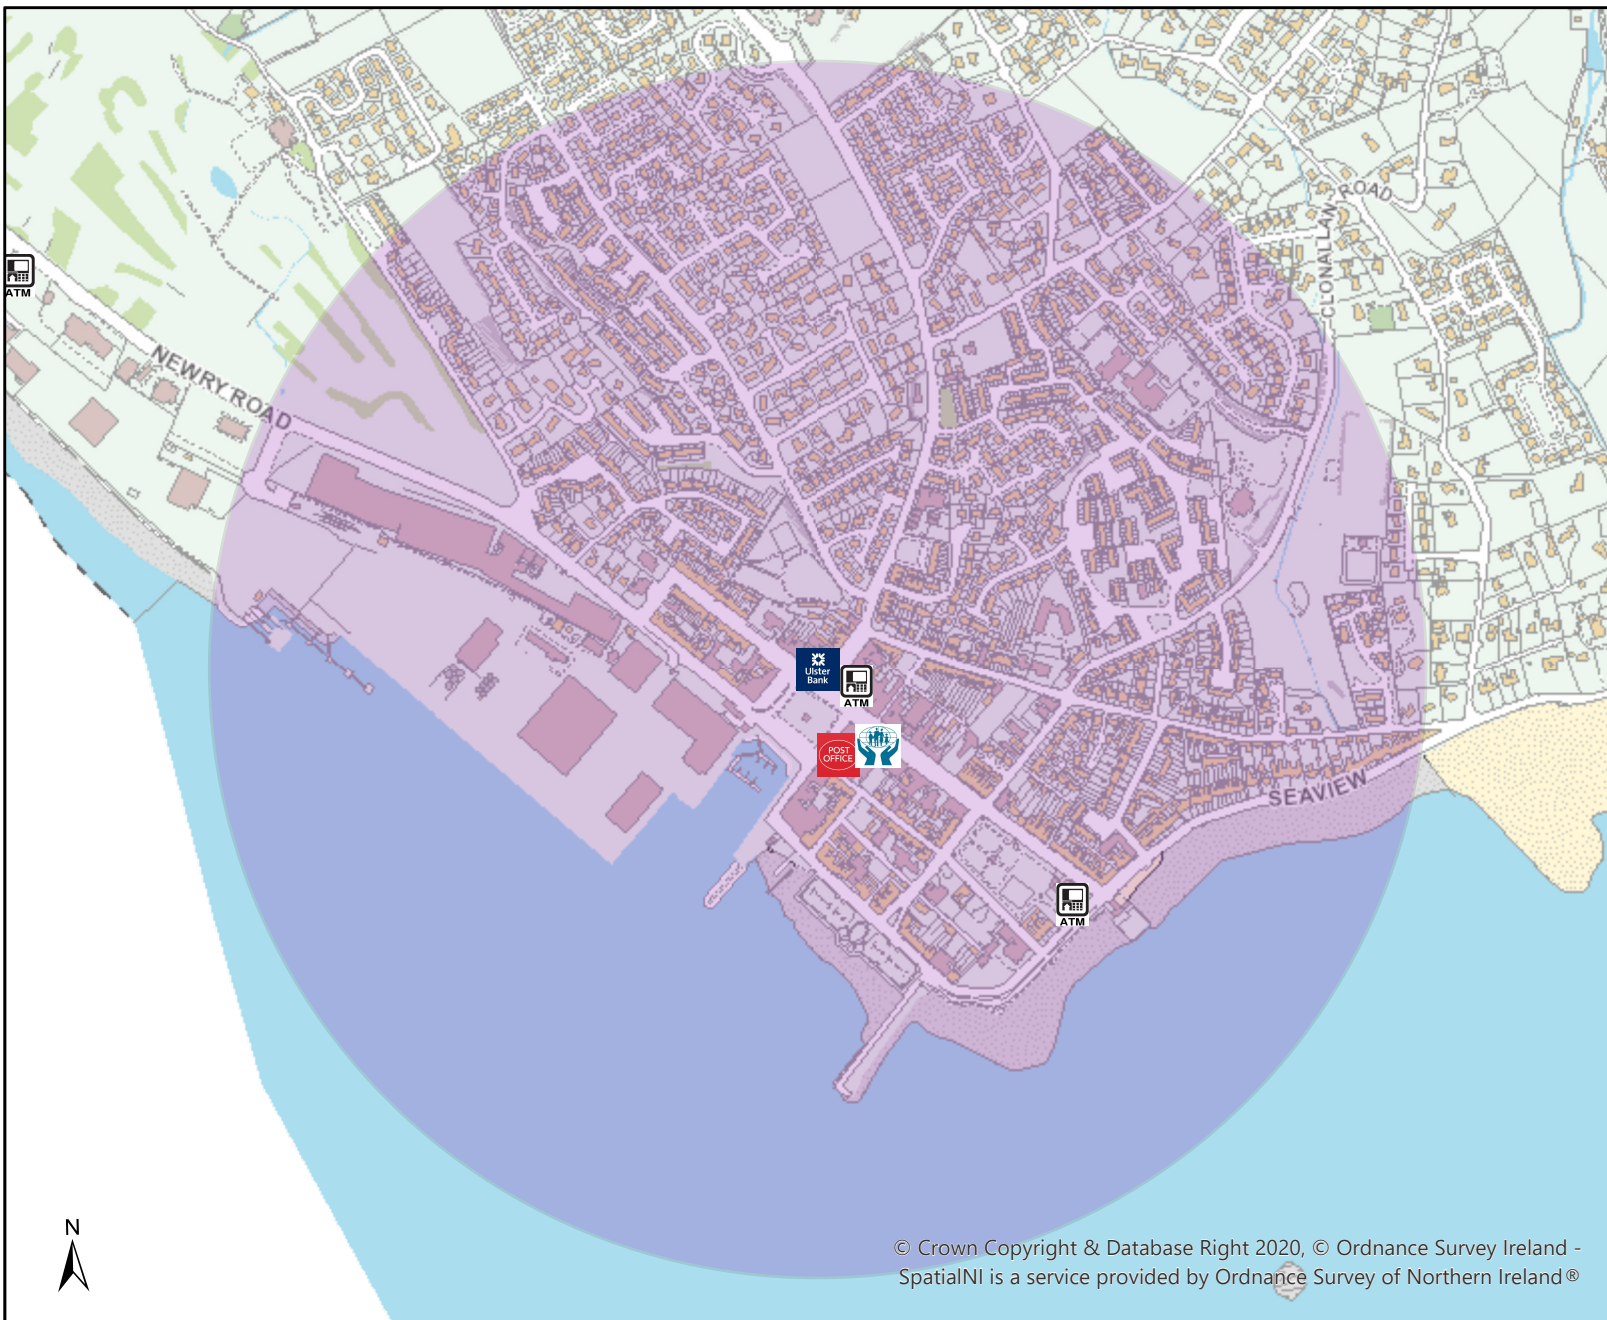 ROAD
CLONALLAN
ATM
NEWRY ROAD
Ulster
Bank
ATM
POST
OFFICE
SEAVIEW
ATM
N
© Crown Copyright & Database Right 2020, © Ordnance Survey Ireland -
SpatialNI is a service provided by Ordnance Survey of Northern Ireland®